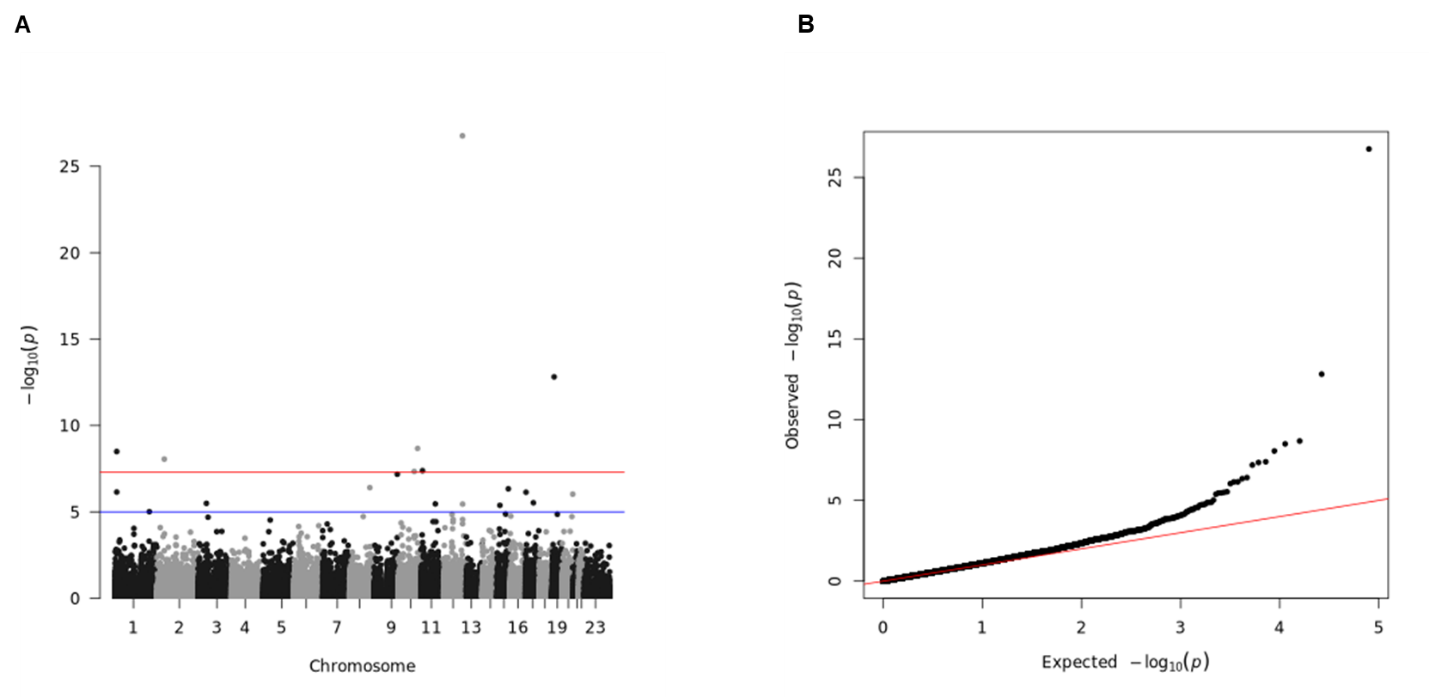 A
B
25
20
15
10
5
0
−log10(p)
1 2 3 4 5 7 9 11 13 16 19 23
Chromosome
25
20
15
10
5
0
Observed −log10(p)
0 1 2 3 4 5
Expected −log10(p)